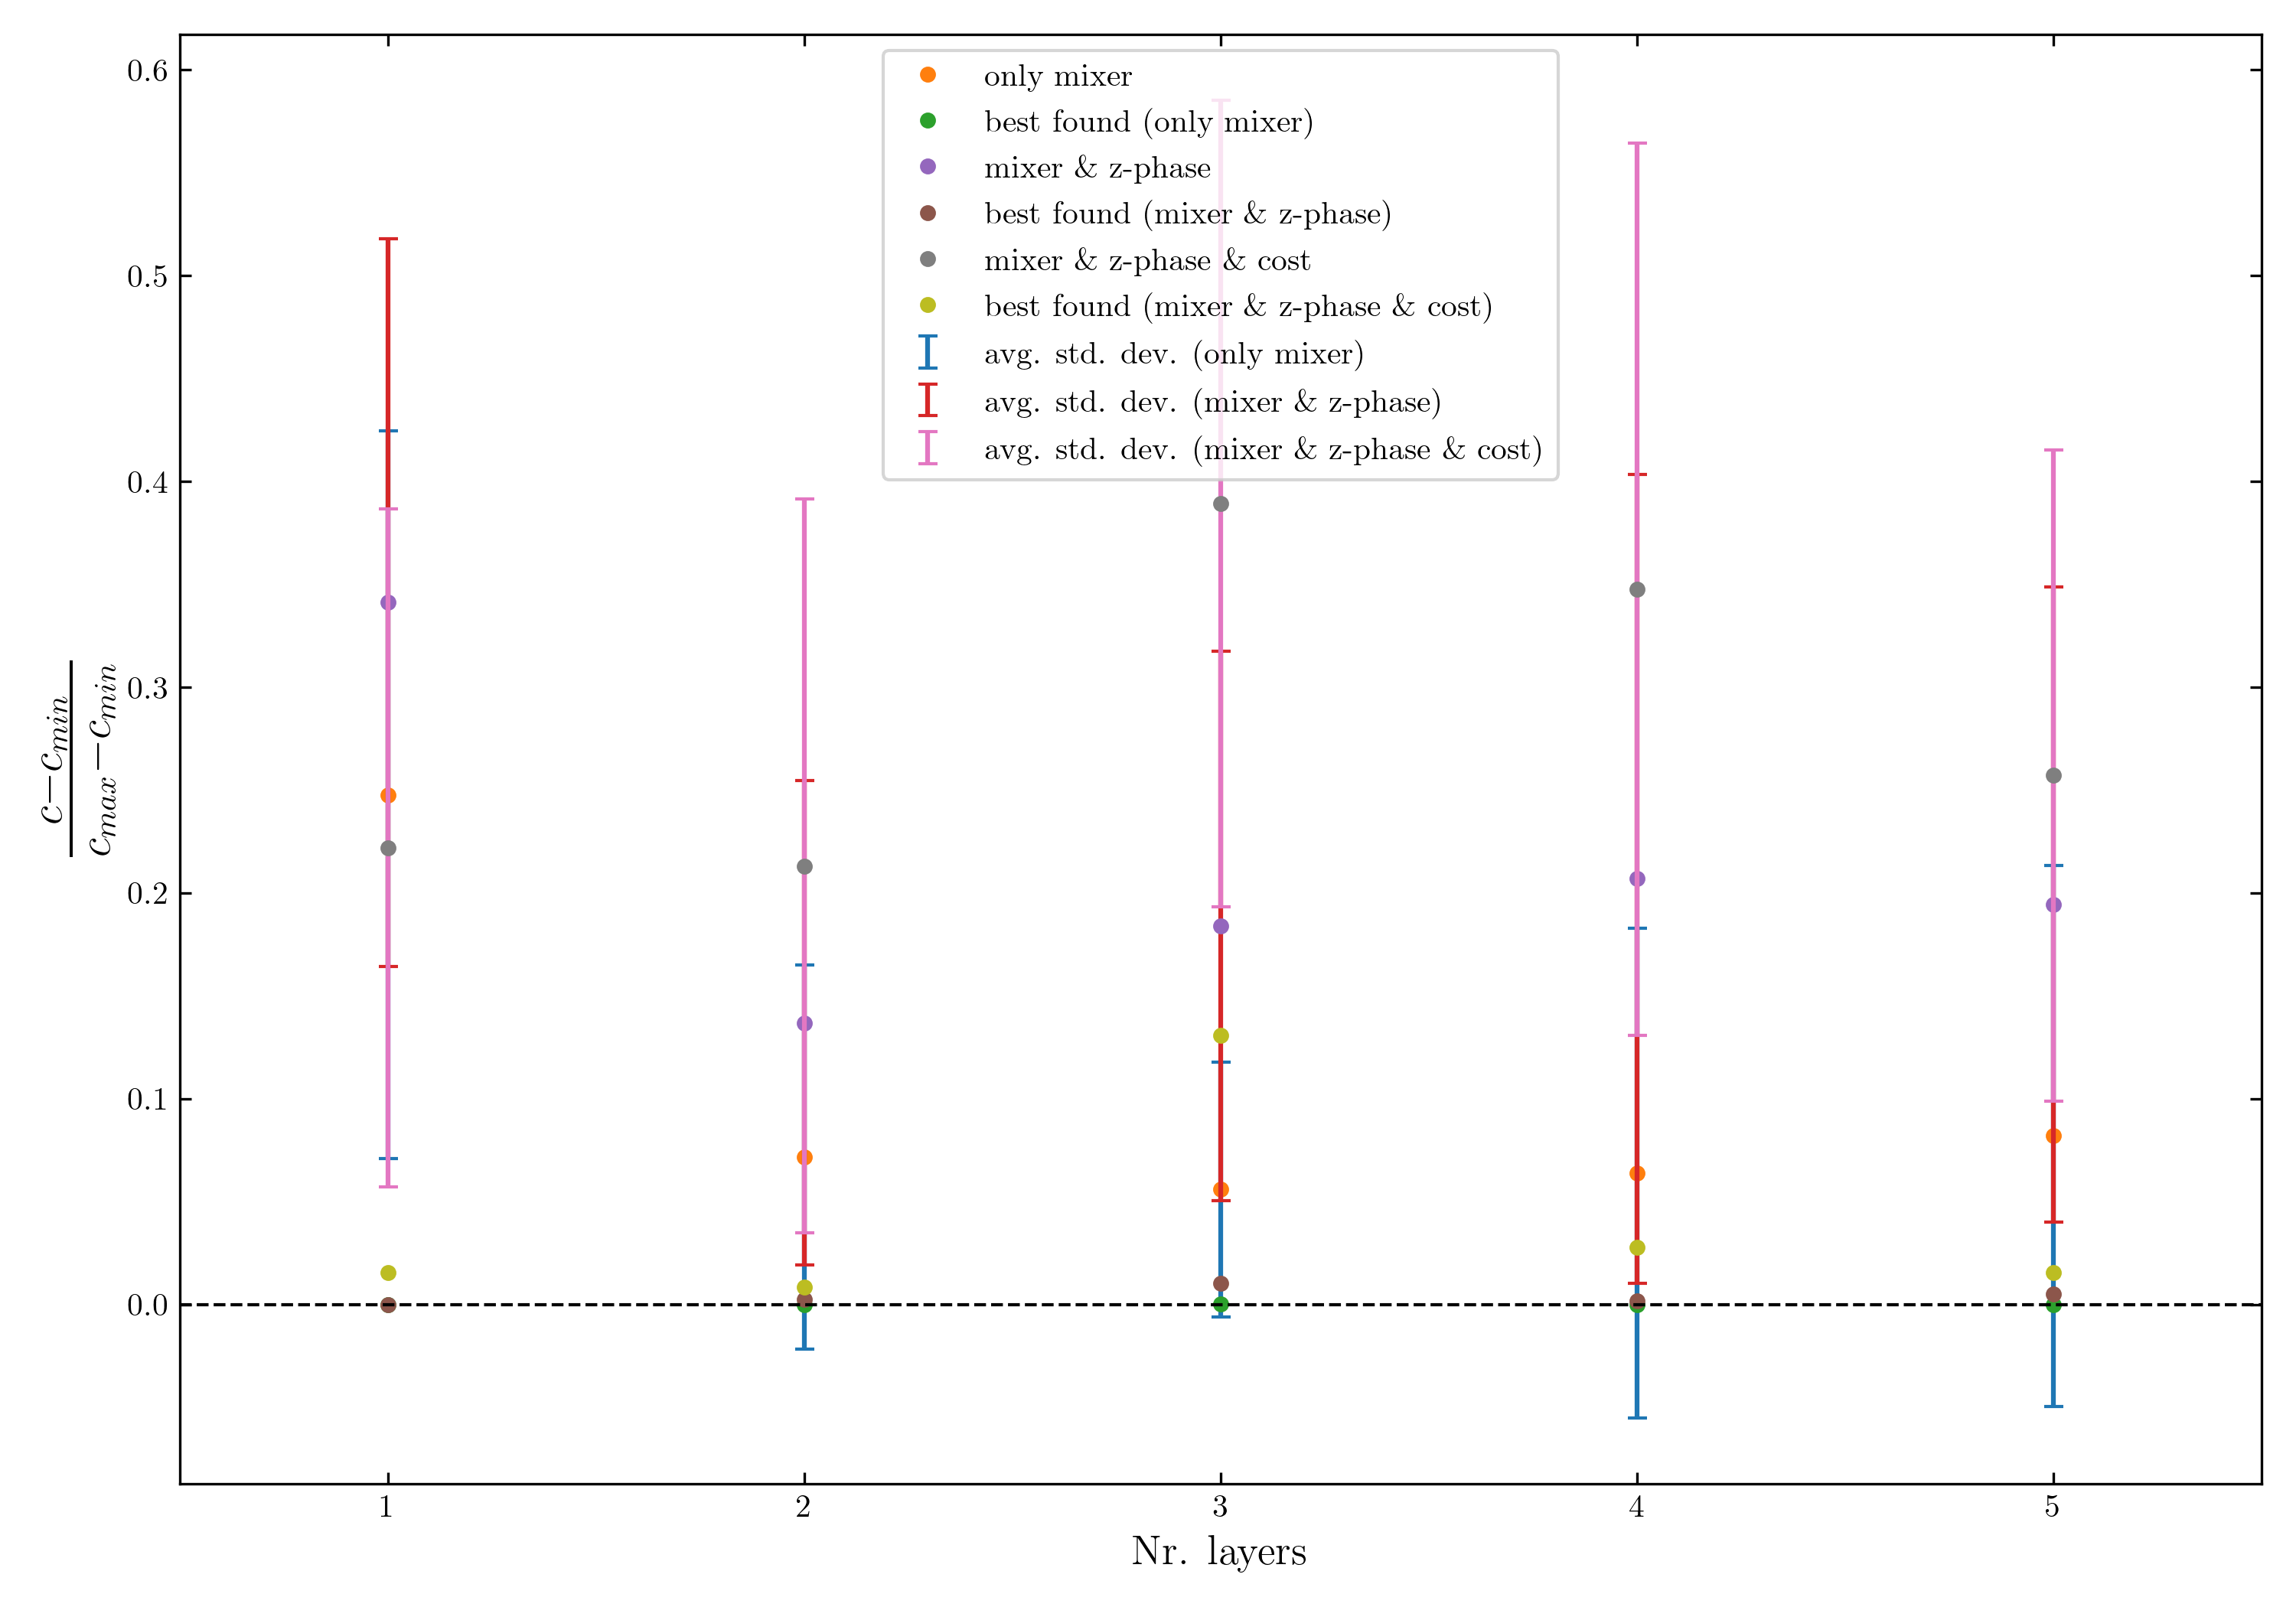 0.6
0.5
0.4
0.3
0.2
0.1
0.0
c−c_min
c_max−c_min
only mixer
best found (only mixer)
mixer & z-phase
best found (mixer & z-phase)
mixer & z-phase & cost
best found (mixer & z-phase & cost)
avg. std. dev. (only mixer)
avg. std. dev. (mixer & z-phase)
avg. std. dev. (mixer & z-phase & cost)
1 2 3 4 5
Nr. layers